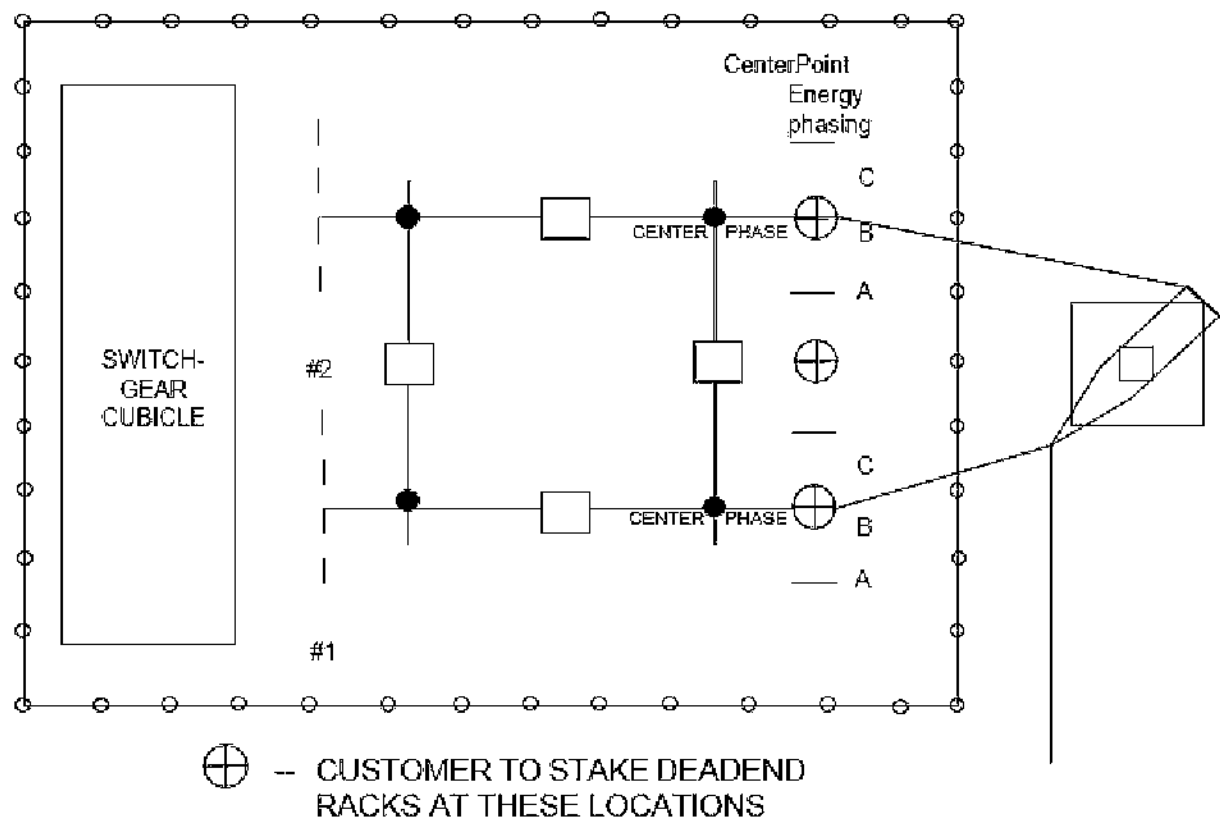 CenterPoint
Energy
phasing
C
CENTER PHASE
B
A
SWITCH-
GEAR
CUBICLE
#2
C
CENTER PHASE
B
A
#1
-- CUSTOMER TO STAKE DEADEND
RACKS AT THESE LOCATIONS